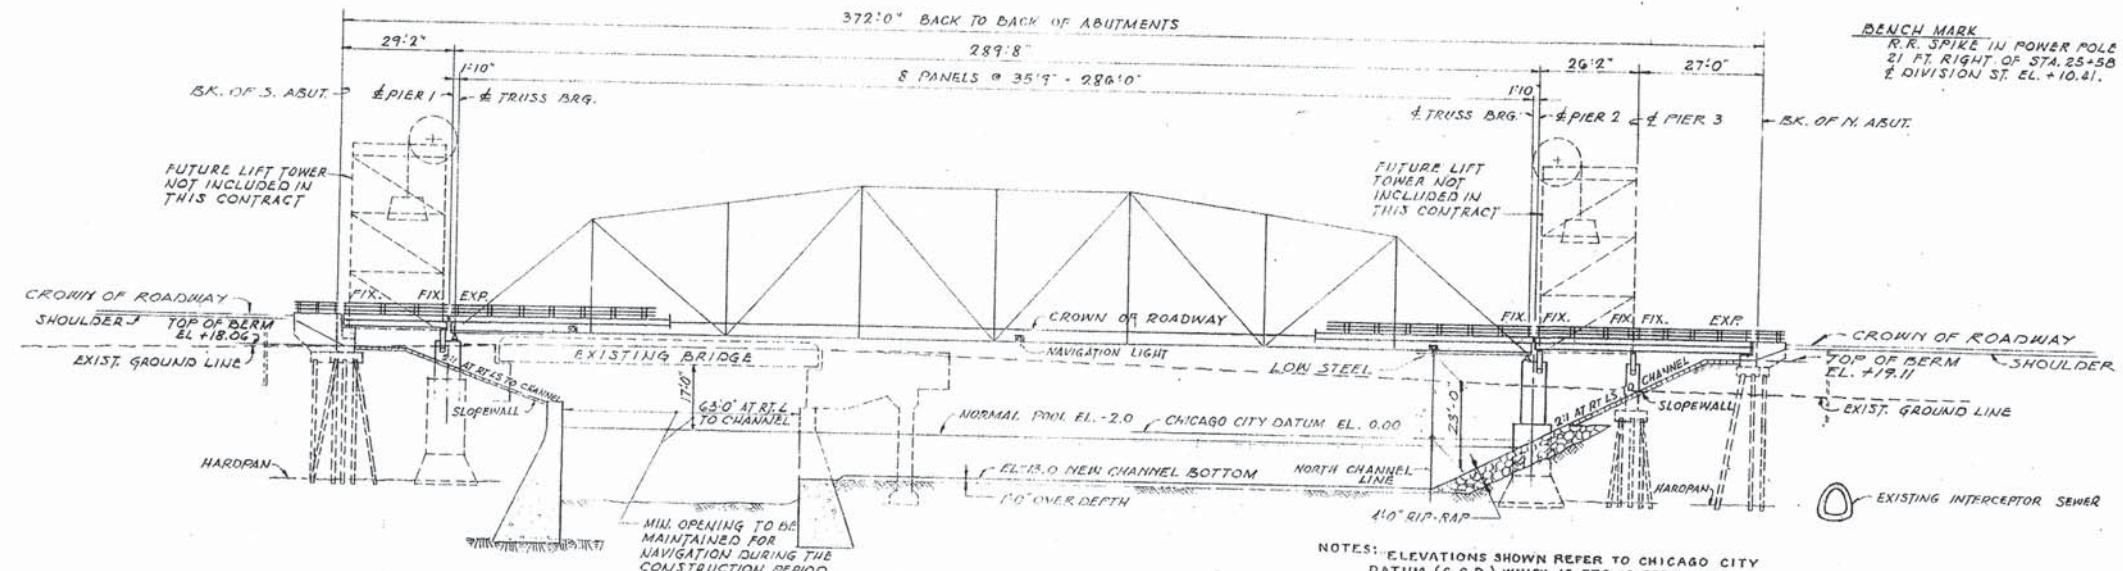 372'-0" BACK TO BACK OF ABUTMENTS
29'-2"
289'-8"
26'-2"
27'-0"
1'-10"
8 PANELS @ 35'-9" = 286'-0"
1'-10"
BENCH MARK
R.R. SPIKE IN POWER POLE
21 FT. RIGHT OF STA. 25+58
℄ DIVISION ST. EL. +10.41.
BK. OF S. ABUT.
℄ PIER 1
℄ TRUSS BRG.
℄ TRUSS BRG.
℄ PIER 2
℄ PIER 3
BK. OF N. ABUT.
FUTURE LIFT TOWER
NOT INCLUDED IN
THIS CONTRACT
FUTURE LIFT
TOWER NOT
INCLUDED IN
THIS CONTRACT
CROWN OF ROADWAY
SHOULDER
TOP OF BERM
EL +18.06
EXIST. GROUND LINE
FIX.
FIX.
EXP.
CROWN OF ROADWAY
NAVIGATION LIGHT
EXISTING BRIDGE
FIX.
FIX.
FIX.
FIX.
EXP.
CROWN OF ROADWAY
SHOULDER
TOP OF BERM
EL. +19.11
EXIST. GROUND LINE
LOW STEEL
2:1 AT RT. LS TO CHANNEL
SLOPEWALL
17'-0"
63'-0" AT RT. L
TO CHANNEL
23'-0"
2:1 AT RT LS TO CHANNEL
SLOPEWALL
NORMAL POOL EL. -2.0
CHICAGO CITY DATUM EL. 0.00
HARDPAN
EL-13.0 NEW CHANNEL BOTTOM
1'-0" OVER DEPTH
NORTH CHANNEL
LINE
HARDPAN
4'-0" RIP-RAP
EXISTING INTERCEPTOR SEWER
MIN. OPENING TO BE
MAINTAINED FOR
NAVIGATION DURING THE
CONSTRUCTION PERIOD
NOTES: ELEVATIONS SHOWN REFER TO CHICAGO CITY
DATUM (C.C.D.) WHICH IS